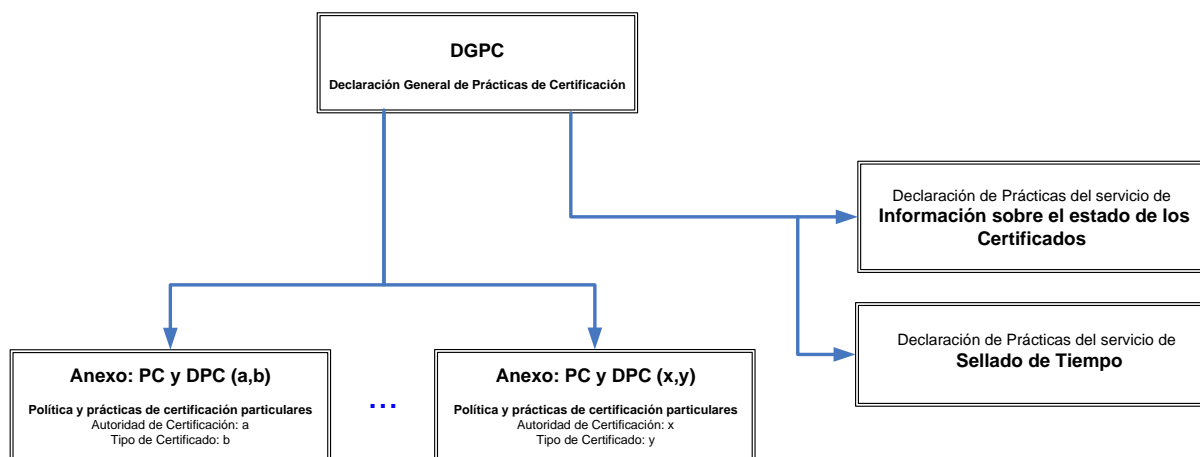 DGPC
Declaración General de Prácticas de Certificación
Declaración de Prácticas del servicio de
Información sobre el estado de los
Certificados
Declaración de Prácticas del servicio de
Sellado de Tiempo
Anexo: PC y DPC (a,b)
Política y prácticas de certificación particulares
Autoridad de Certificación: a
Tipo de Certificado: b
...
Anexo: PC y DPC (x,y)
Política y prácticas de certificación particulares
Autoridad de Certificación: x
Tipo de Certificado: y